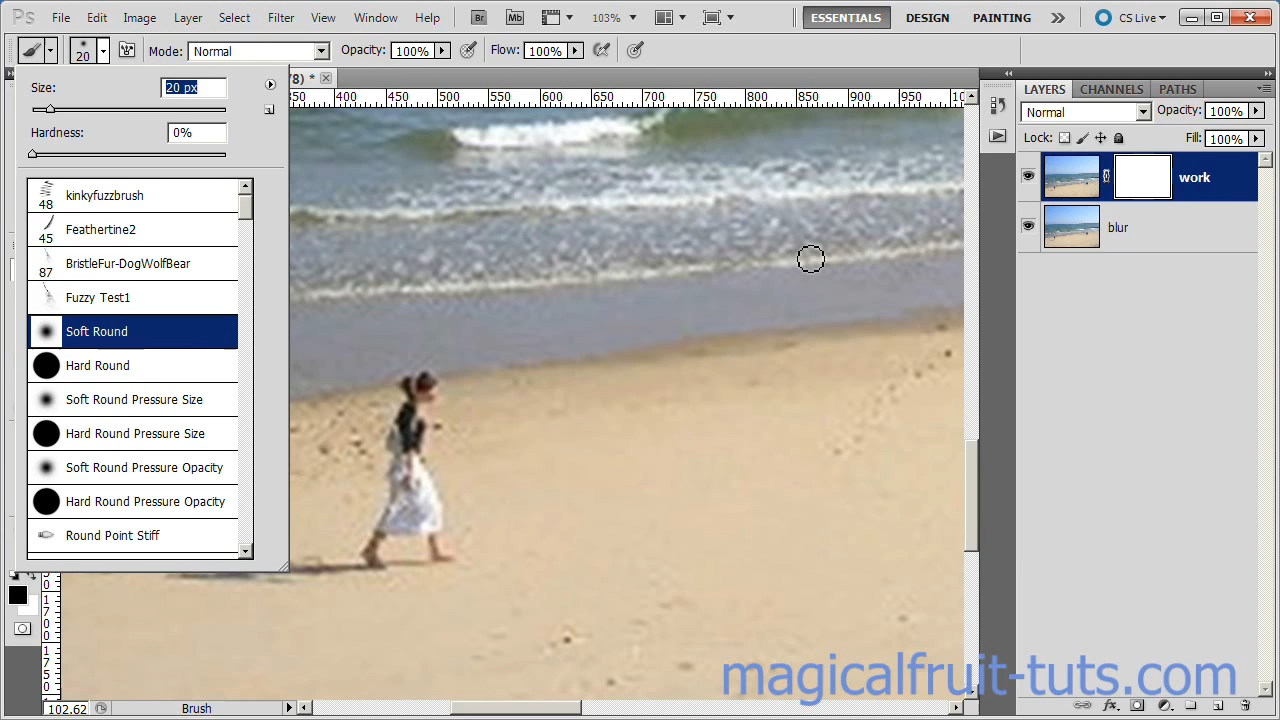 Ps File Edit Image Layer Select Filter View Window Help Br Mb 103% ESSENTIALS DESIGN PAINTING CS Live
20 Mode: Normal Opacity: 100% Flow: 100%
Size: 20 px
Hardness: 0%
48 kinkyfuzzbrush
45 Feathertine2
87 BristleFur-DogWolfBear
Fuzzy Test1
Soft Round
Hard Round
Soft Round Pressure Size
Hard Round Pressure Size
Soft Round Pressure Opacity
Hard Round Pressure Opacity
Round Point Stiff
/8) *
350 400 450 500 550 600 650 700 750 800 850 900 950
LAYERS CHANNELS PATHS
Normal Opacity: 100%
Lock: Fill: 100%
work
blur
magicalfruit-tuts.com
102.62 Brush